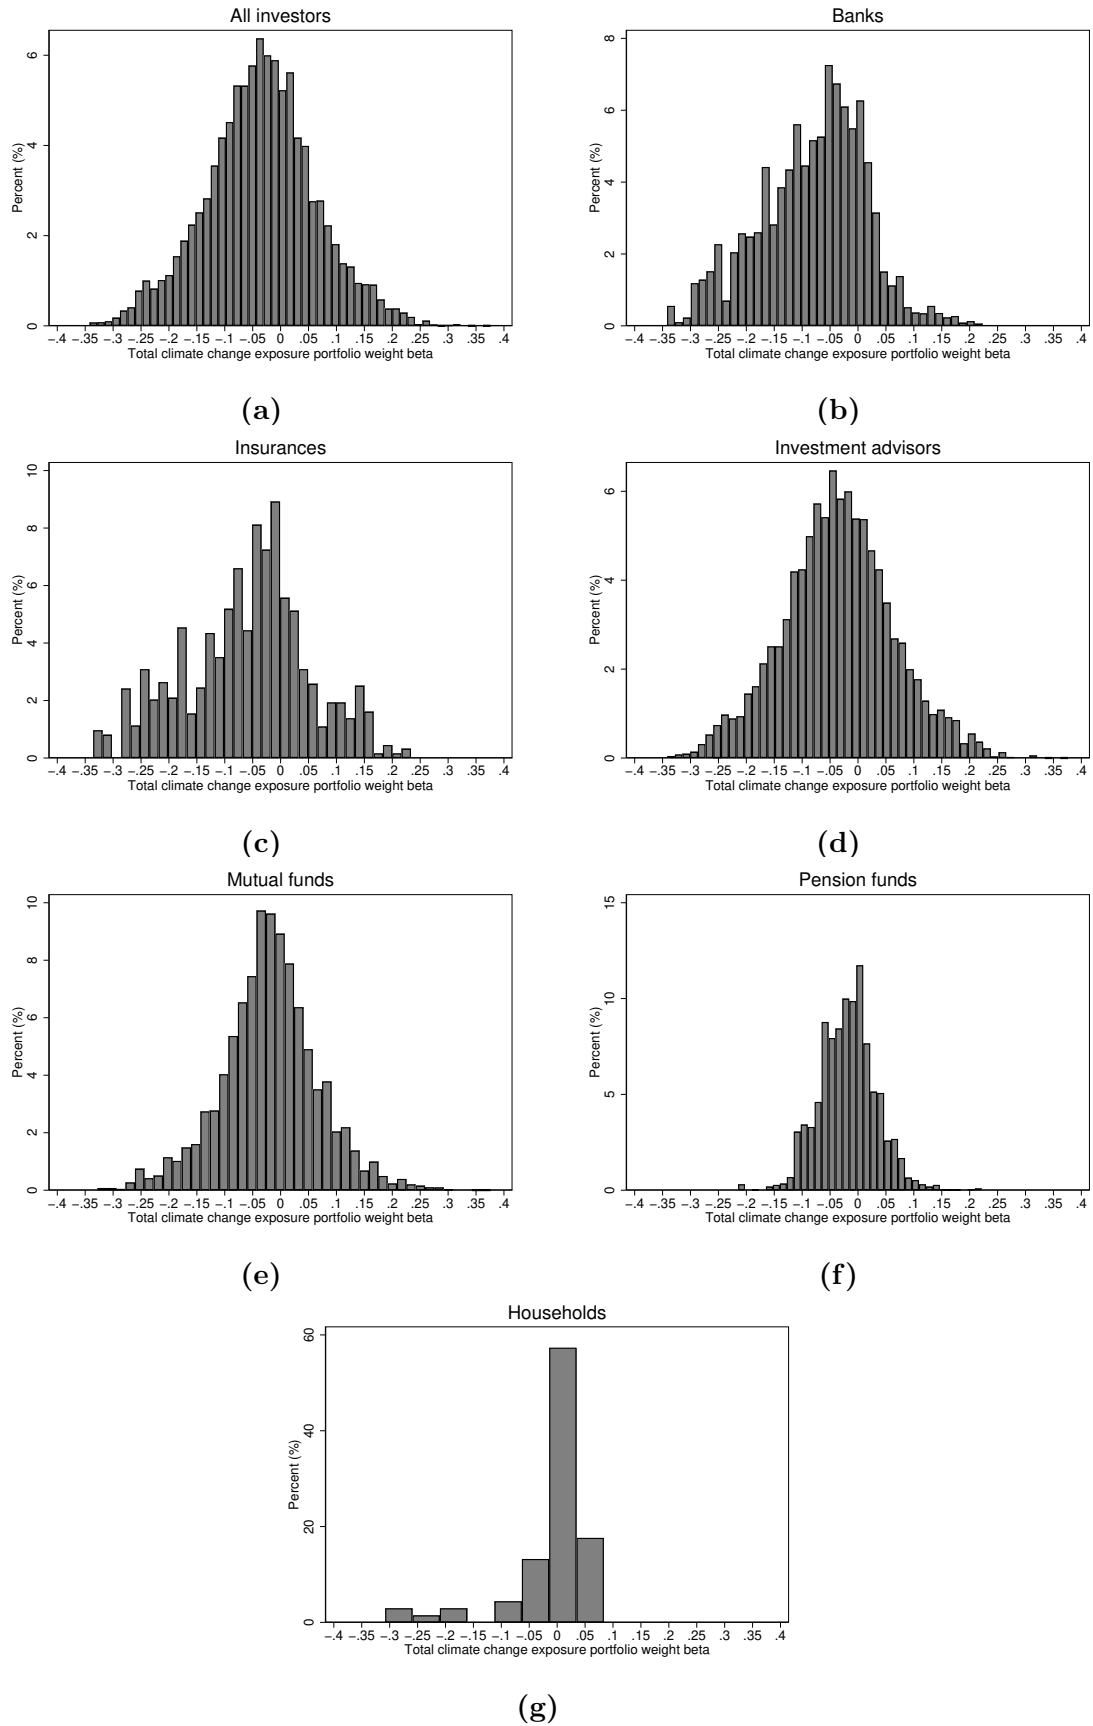 All investors
Percent (%)
6
4
2
0
−.4 −.35 −.3 −.25 −.2 −.15 −.1 −.05 0 .05 .1 .15 .2 .25 .3 .35 .4
Total climate change exposure portfolio weight beta
(a)
Banks
Percent (%)
8
6
4
2
0
−.4 −.35 −.3 −.25 −.2 −.15 −.1 −.05 0 .05 .1 .15 .2 .25 .3 .35 .4
Total climate change exposure portfolio weight beta
(b)
Insurances
Percent (%)
10
8
6
4
2
0
−.4 −.35 −.3 −.25 −.2 −.15 −.1 −.05 0 .05 .1 .15 .2 .25 .3 .35 .4
Total climate change exposure portfolio weight beta
(c)
Investment advisors
Percent (%)
6
4
2
0
−.4 −.35 −.3 −.25 −.2 −.15 −.1 −.05 0 .05 .1 .15 .2 .25 .3 .35 .4
Total climate change exposure portfolio weight beta
(d)
Mutual funds
Percent (%)
10
8
6
4
2
0
−.4 −.35 −.3 −.25 −.2 −.15 −.1 −.05 0 .05 .1 .15 .2 .25 .3 .35 .4
Total climate change exposure portfolio weight beta
(e)
Pension funds
Percent (%)
15
10
5
0
−.4 −.35 −.3 −.25 −.2 −.15 −.1 −.05 0 .05 .1 .15 .2 .25 .3 .35 .4
Total climate change exposure portfolio weight beta
(f)
Households
Percent (%)
60
40
20
0
−.4 −.35 −.3 −.25 −.2 −.15 −.1 −.05 0 .05 .1 .15 .2 .25 .3 .35 .4
Total climate change exposure portfolio weight beta
(g)